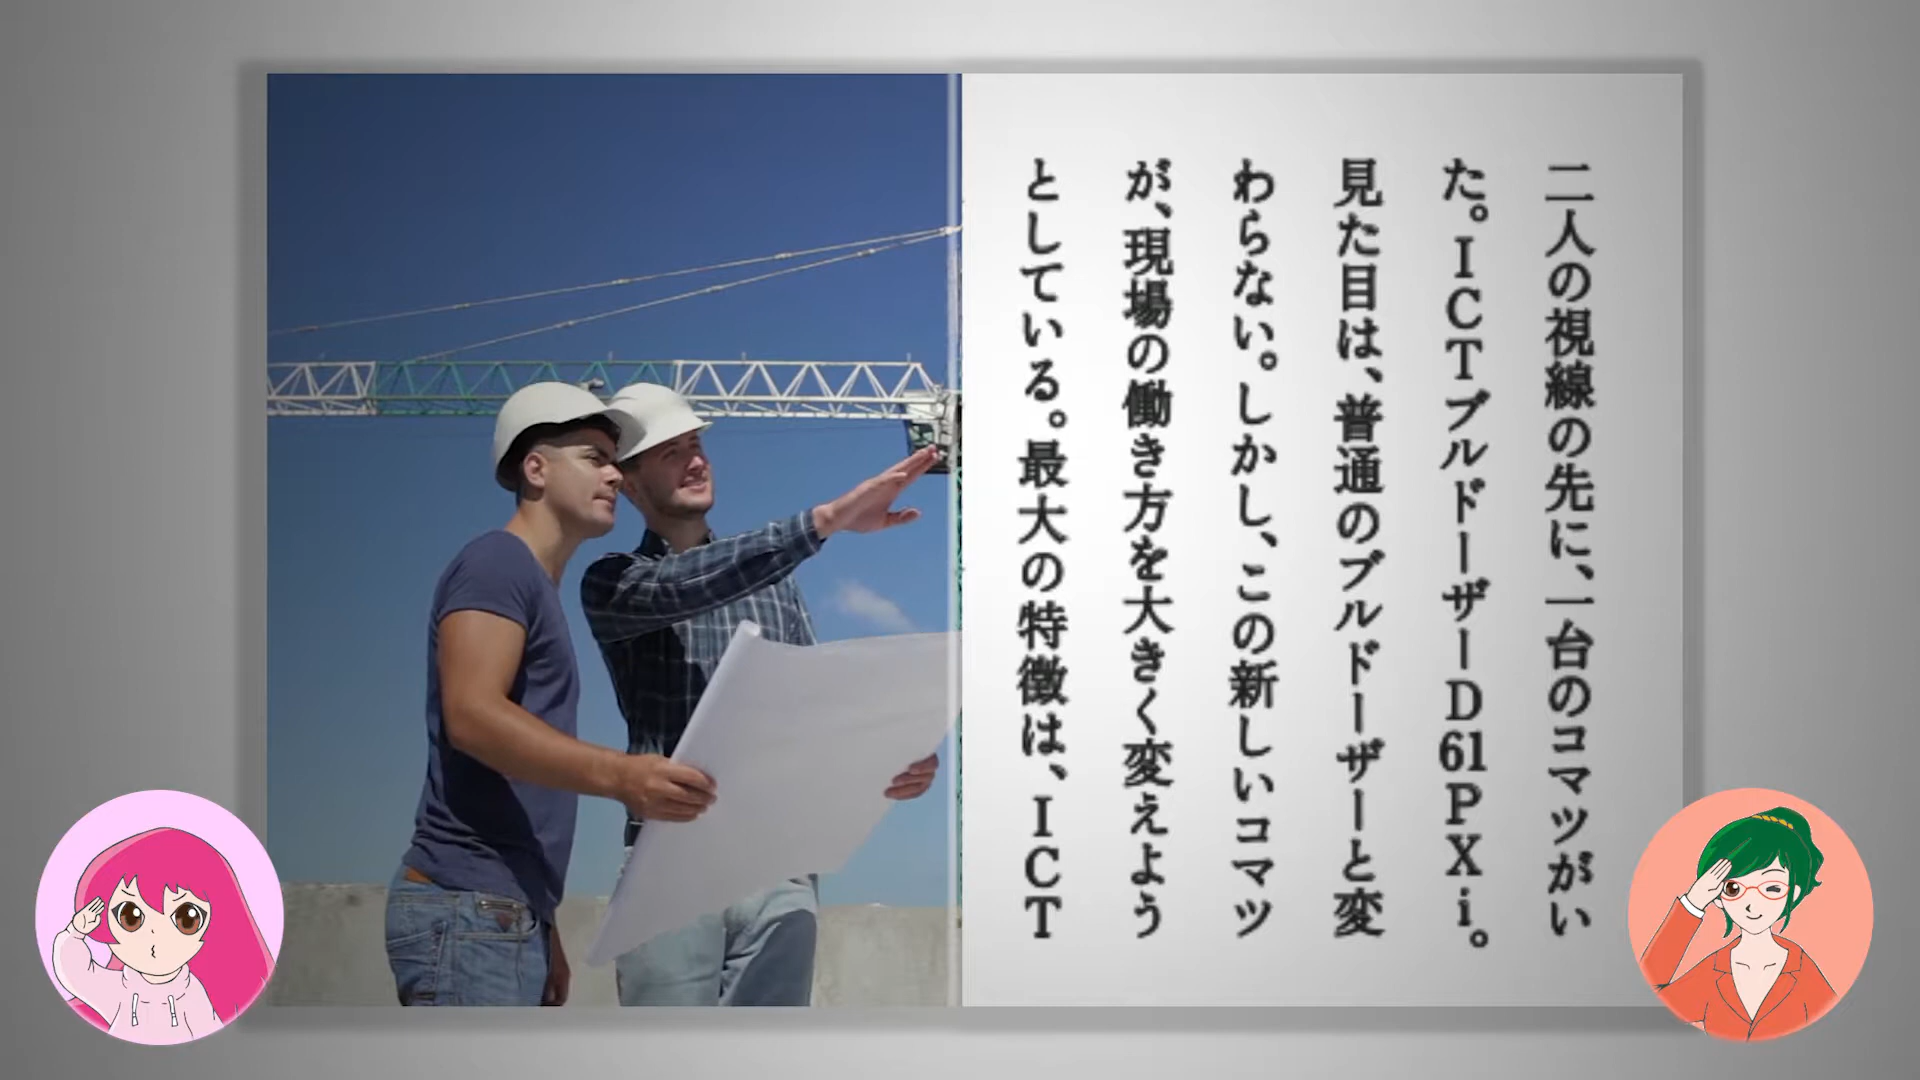 二人の視線の先に、一台のコマツがい
た。ICTブルドーザーD61PXi。
見た目は、普通のブルドーザーと変
わらない。しかし、この新しいコマツ
が、現場の働き方を大きく変えよう
としている。最大の特徴は、ICT